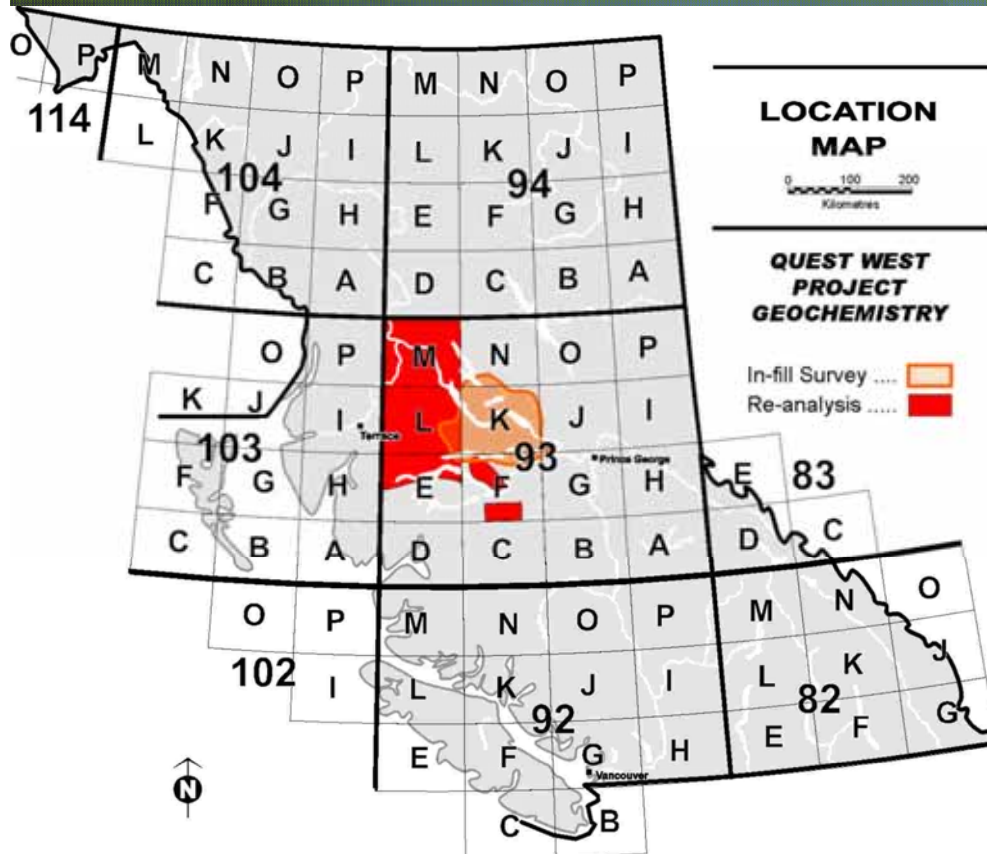 O P M N O P M N O P
114 L K J I L K J I
104 94
F G H E F G H
C B A D C B A
O P M N O P
K J I L K J I
Terrace
103 93 Prince George
F G H E F G H E 83
C B A D C B A D C
O P M N O P M N O
102 I L K J I L K J
92 82
E F G H E F G
Vancouver
C B
N
LOCATION
MAP
0 100 200
Kilometres
QUEST WEST
PROJECT
GEOCHEMISTRY
In-fill Survey ....
Re-analysis .....